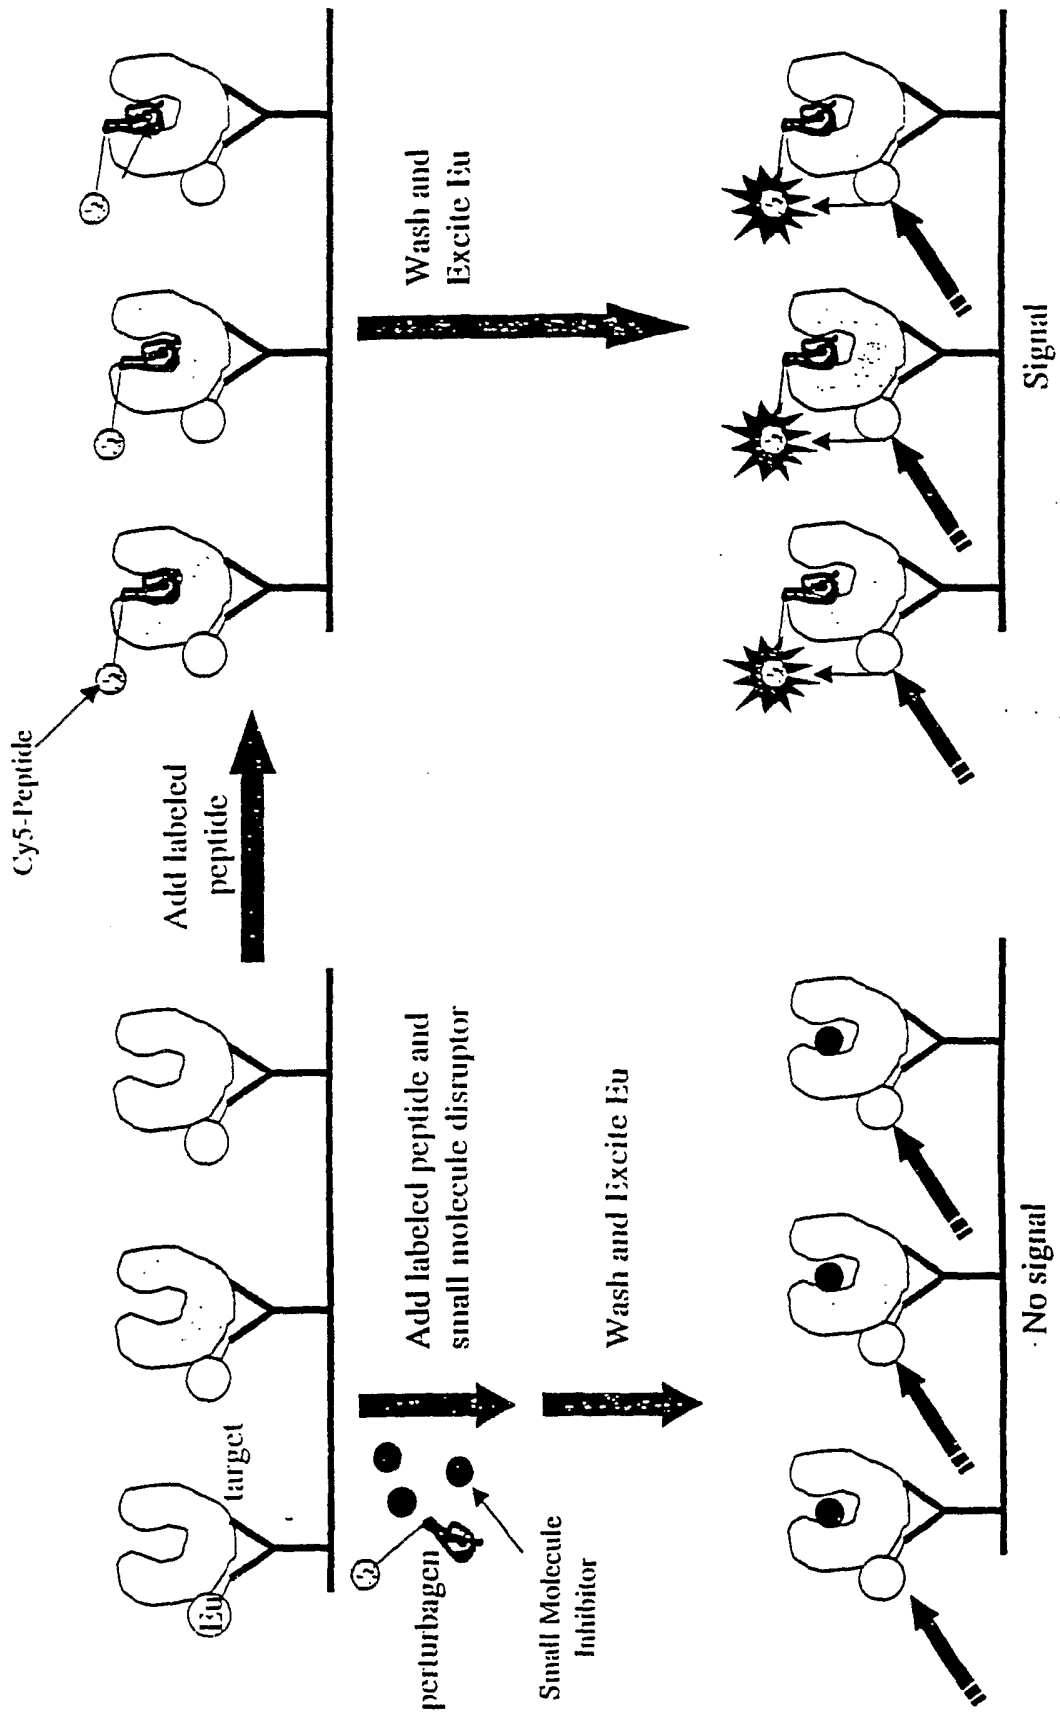 Eu
target
Add labeled
peptide
Cy5-Peptide
perturbagen
Small Molecule
Inhibitor
Add labeled peptide and
small molecule disruptor
Wash and Excite Eu
Wash and
Excite Eu
No signal
Signal